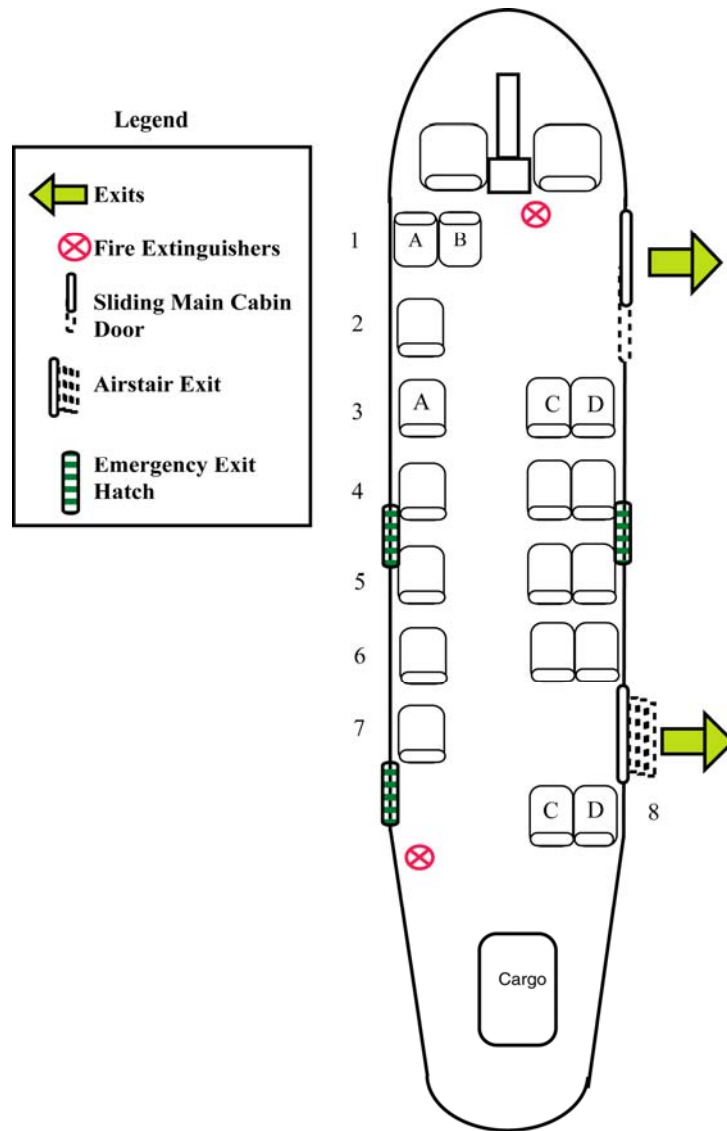 Legend
Exits
Fire Extinguishers
Sliding Main Cabin
Door
Airstair Exit
Emergency Exit
Hatch
1
A B
2
3
A C D
4
5
6
7
C D 8
Cargo